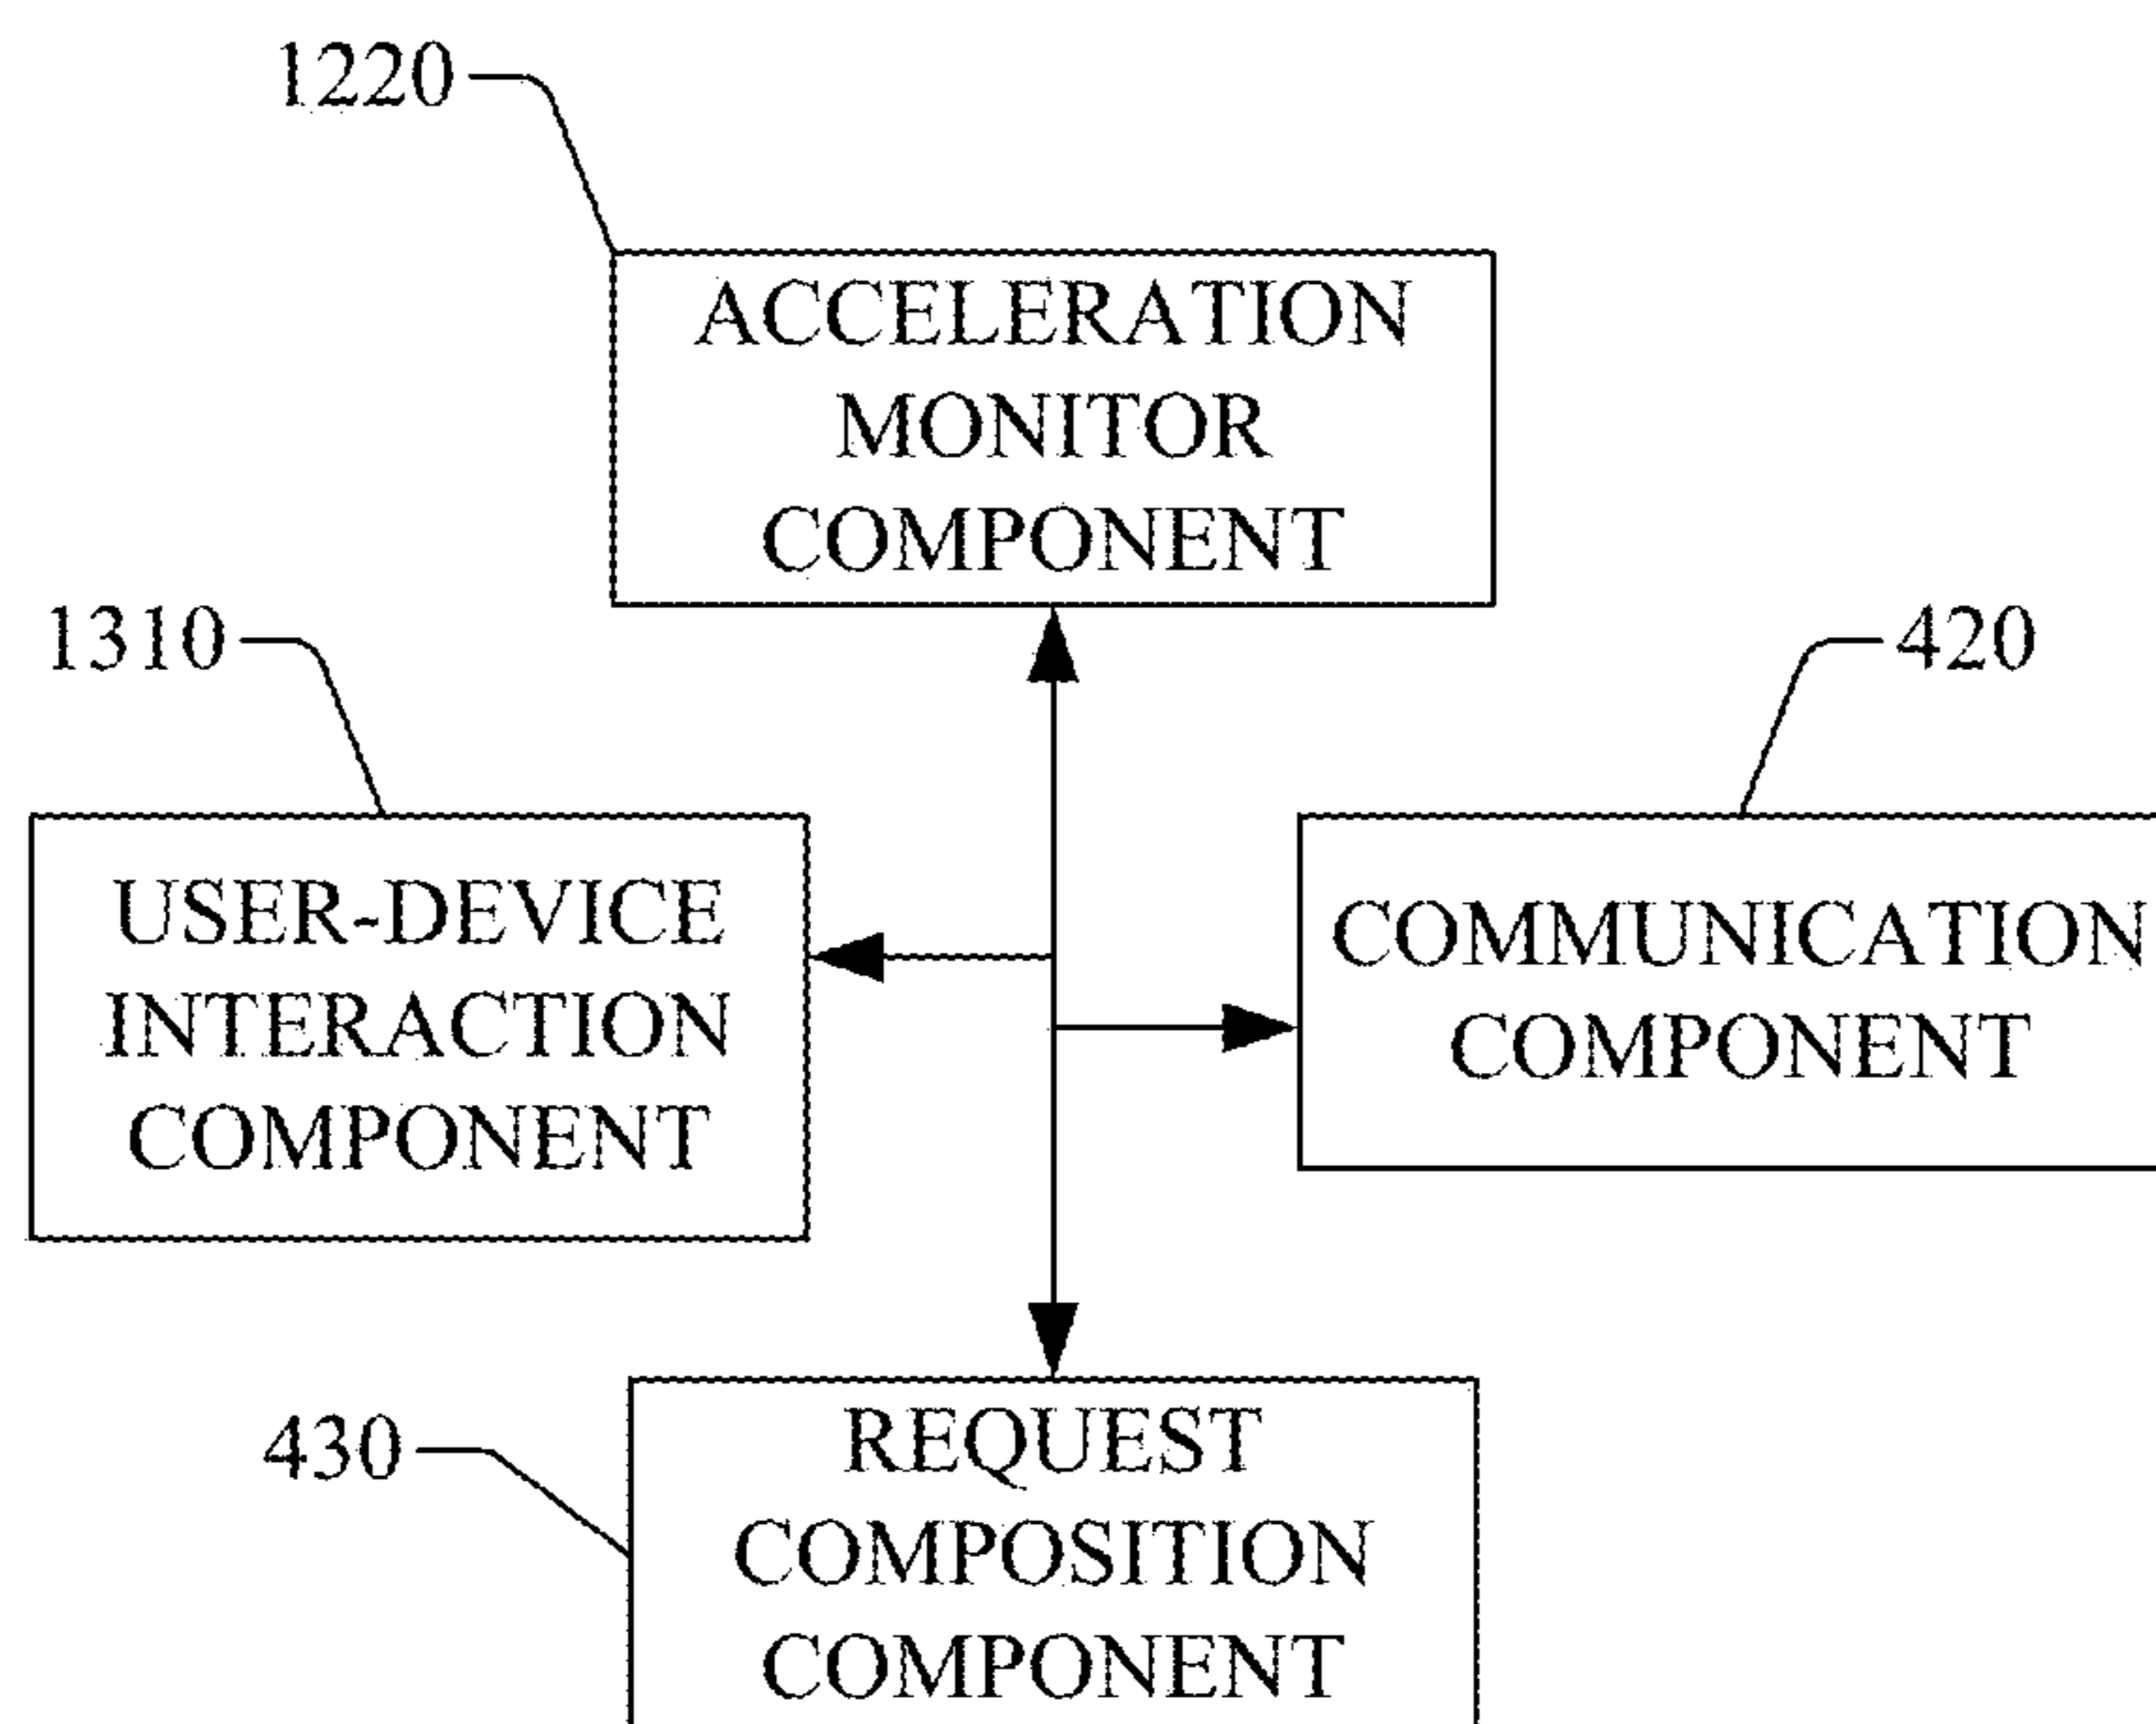 1220
ACCELERATION
MONITOR
COMPONENT
1310
420
USER-DEVICE
INTERACTION
COMPONENT
COMMUNICATION
COMPONENT
430
REQUEST
COMPOSITION
COMPONENT